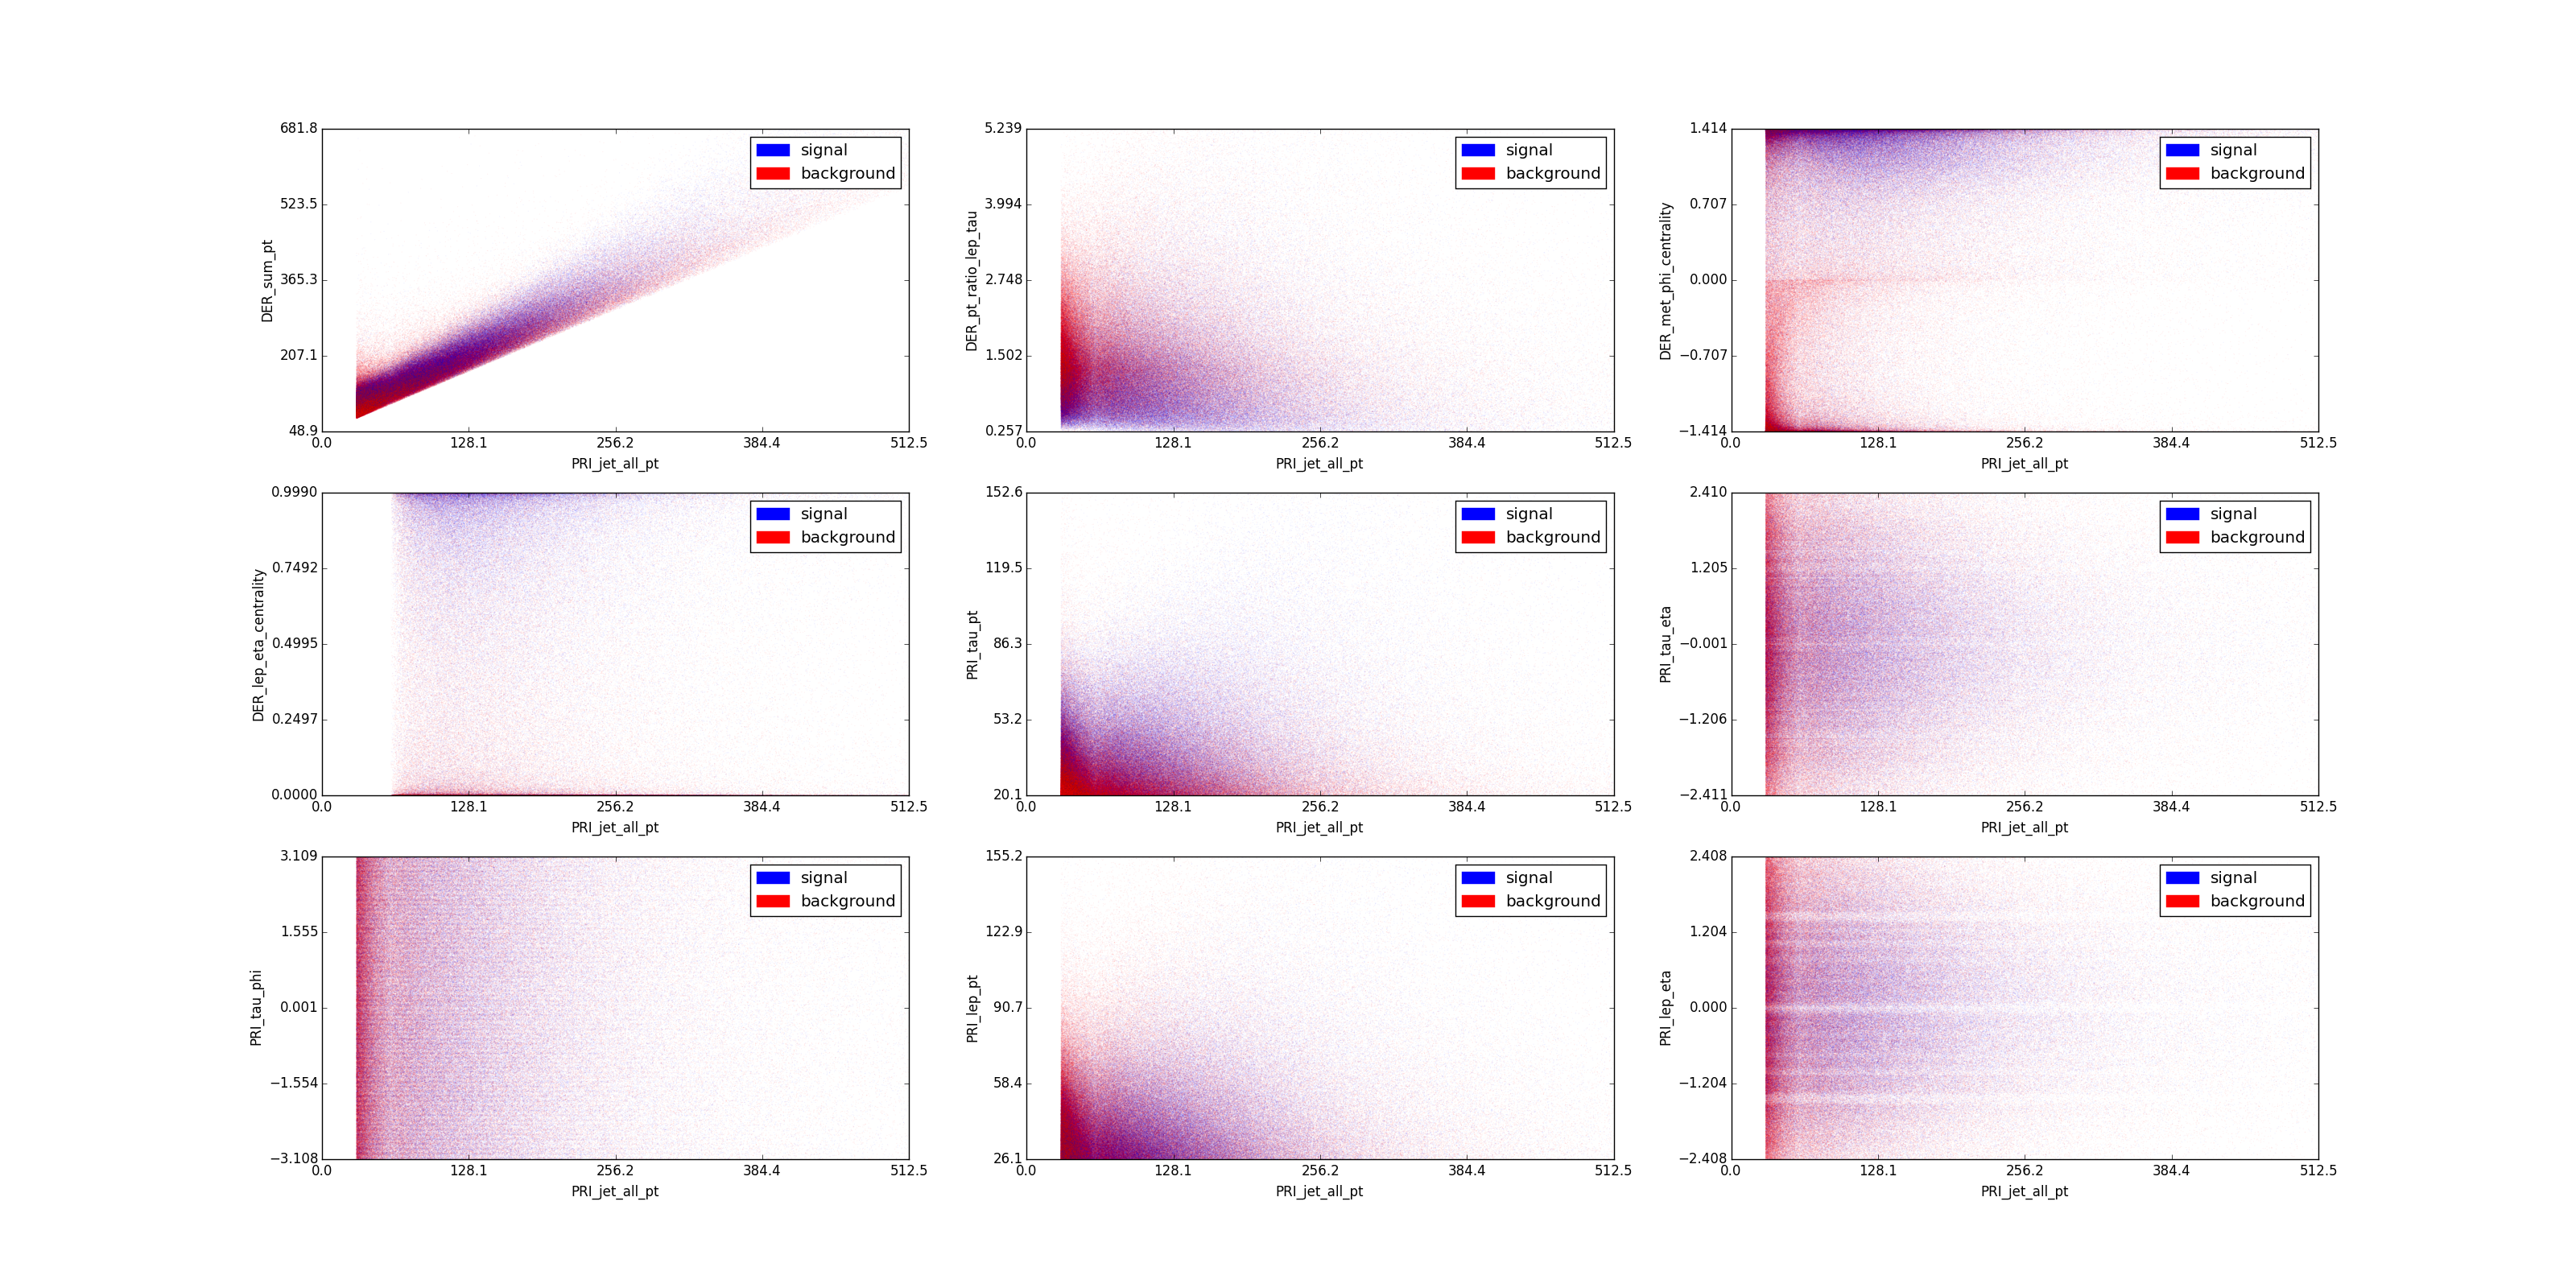 681.8
523.5
365.3
207.1
48.9
DER_sum_pt
0.0 128.1 256.2 384.4 512.5
PRI_jet_all_pt
signal
background
5.239
3.994
2.748
1.502
0.257
DER_pt_ratio_lep_tau
0.0 128.1 256.2 384.4 512.5
PRI_jet_all_pt
signal
background
1.414
0.707
0.000
−0.707
−1.414
DER_met_phi_centrality
0.0 128.1 256.2 384.4 512.5
PRI_jet_all_pt
signal
background
0.9990
0.7492
0.4995
0.2497
0.0000
DER_lep_eta_centrality
0.0 128.1 256.2 384.4 512.5
PRI_jet_all_pt
signal
background
152.6
119.5
86.3
53.2
20.1
PRI_tau_pt
0.0 128.1 256.2 384.4 512.5
PRI_jet_all_pt
signal
background
2.410
1.205
−0.001
−1.206
−2.411
PRI_tau_eta
0.0 128.1 256.2 384.4 512.5
PRI_jet_all_pt
signal
background
3.109
1.555
0.001
−1.554
−3.108
PRI_tau_phi
0.0 128.1 256.2 384.4 512.5
PRI_jet_all_pt
signal
background
155.2
122.9
90.7
58.4
26.1
PRI_lep_pt
0.0 128.1 256.2 384.4 512.5
PRI_jet_all_pt
signal
background
2.408
1.204
0.000
−1.204
−2.408
PRI_lep_eta
0.0 128.1 256.2 384.4 512.5
PRI_jet_all_pt
signal
background